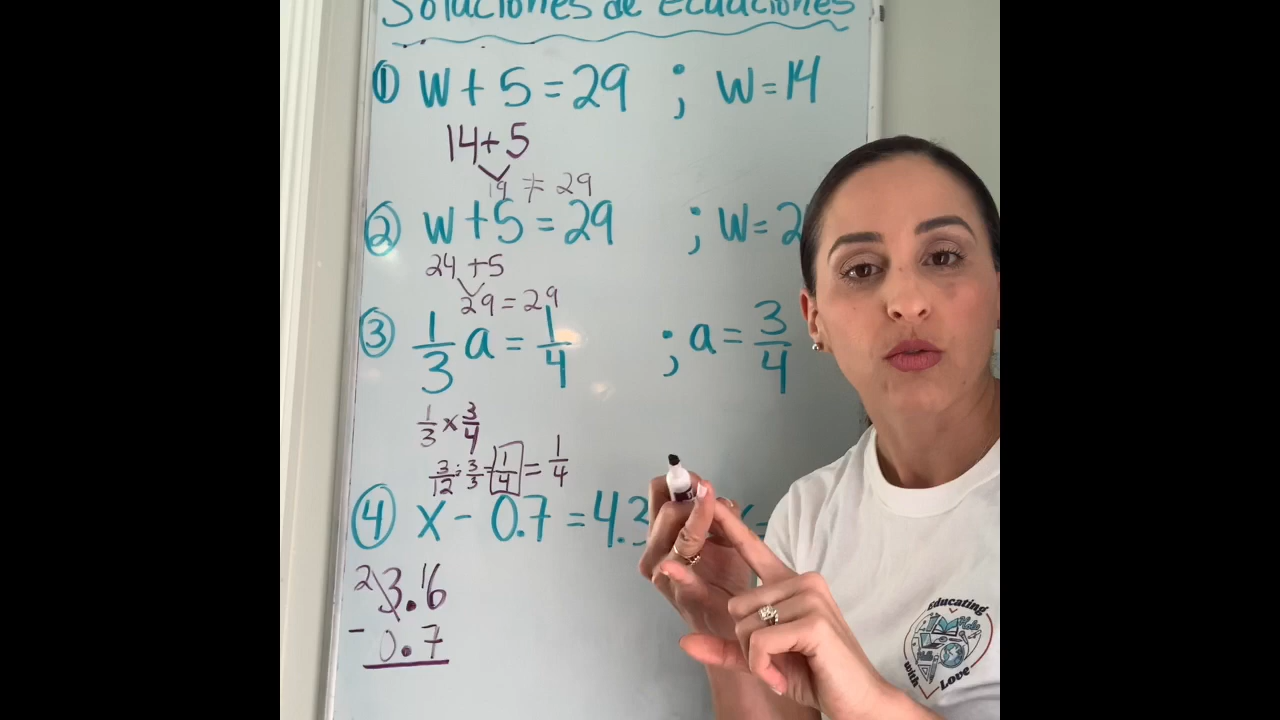 Soluciones de Ecuaciones
① w + 5 = 29 ; w = 14
14 + 5
19 ≠ 29
② w + 5 = 29 ; w = 2
24 + 5
29 = 29
③ 1/3 a = 1/4 ; a = 3/4
1/3 × 3/4
3/12 ÷ 3/3 = 1/4 = 1/4
④ x - 0.7 = 4.3
2 3.16
- 0.7
Educating
with Love